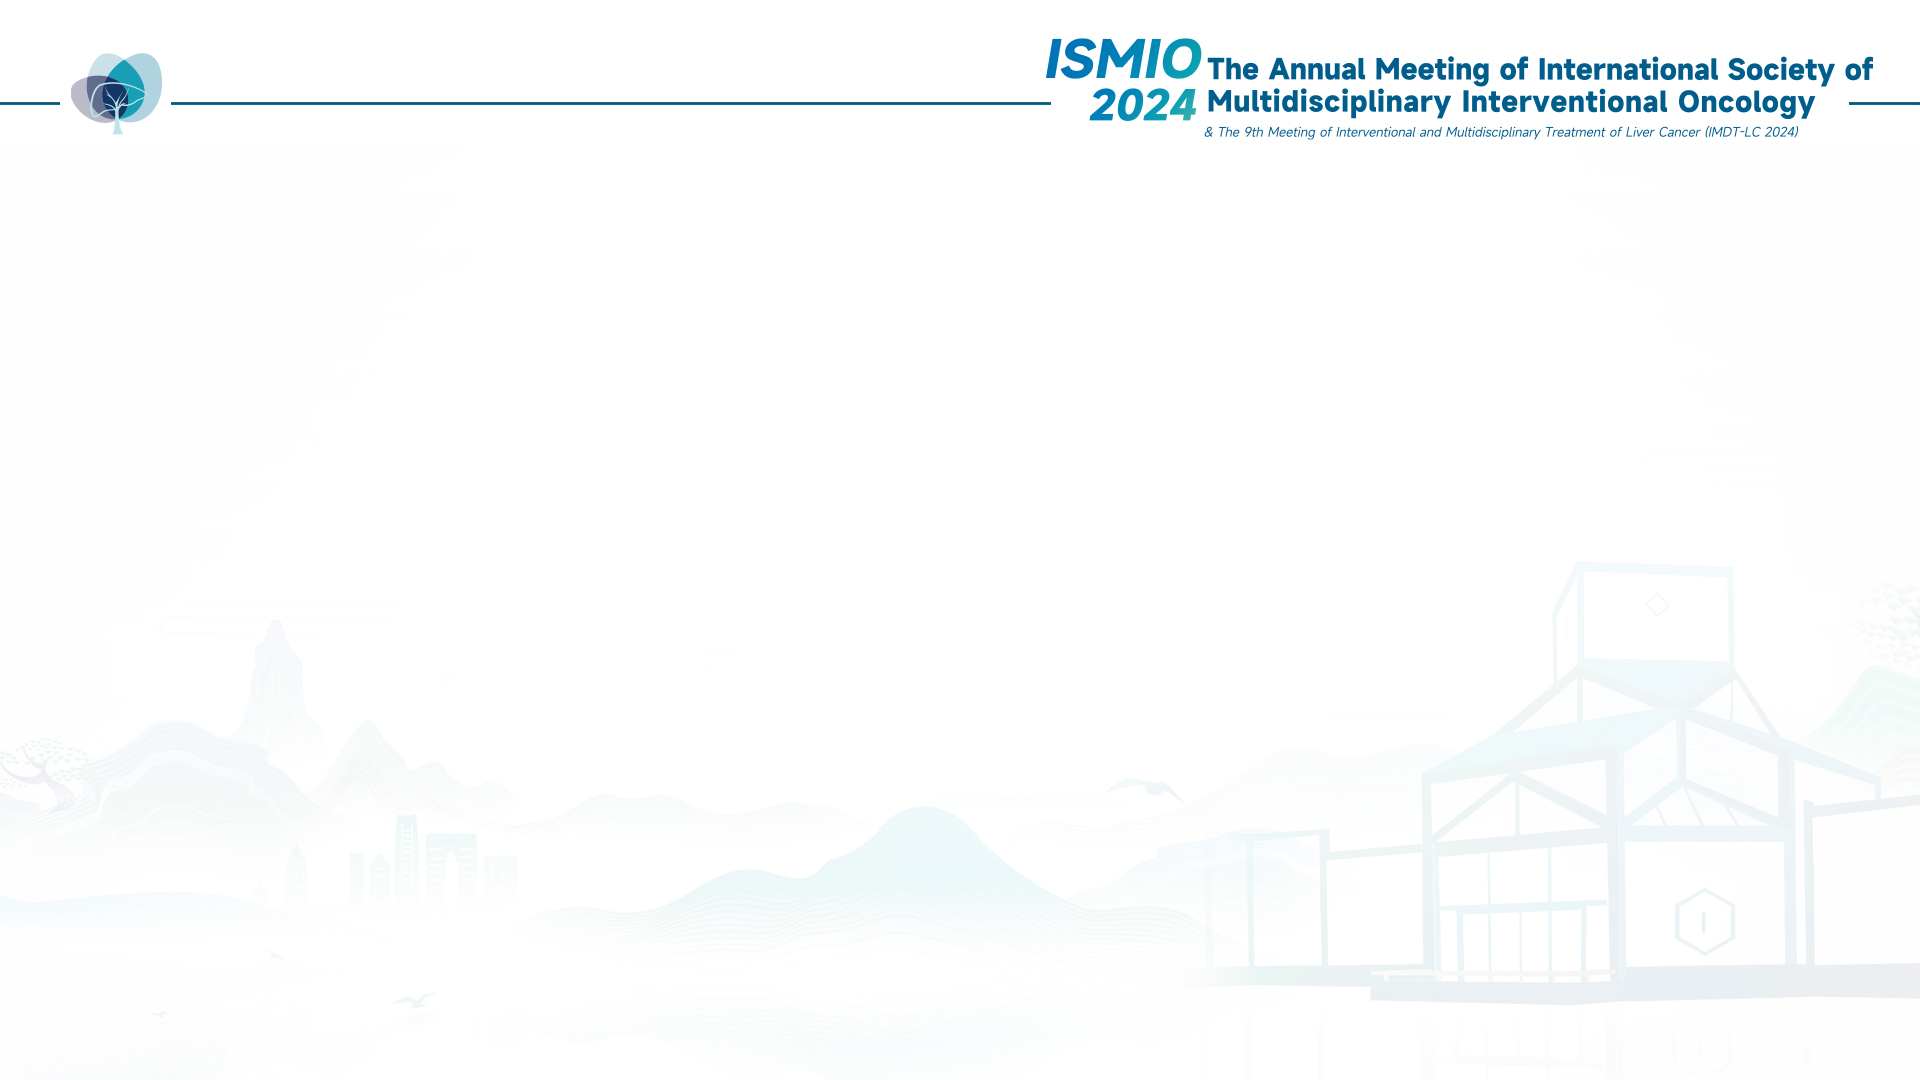 ISMIO
2024
The Annual Meeting of International Society of
Multidisciplinary Interventional Oncology
& The 9th Meeting of Interventional and Multidisciplinary Treatment of Liver Cancer (IMDT-LC 2024)